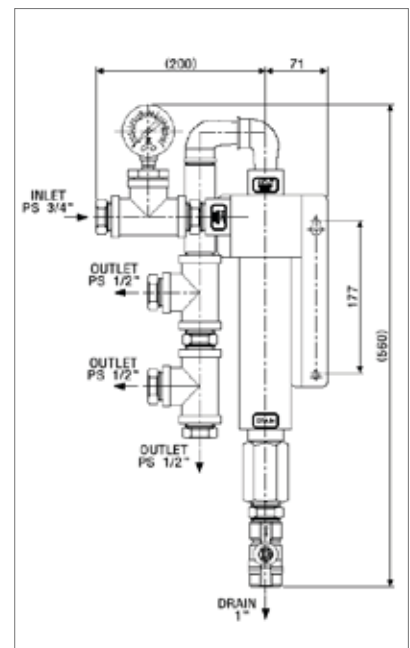 (200)
71
INLET
PS 3/4"
OUTLET
PS 1/2"
177
(560)
OUTLET
PS 1/2"
DRAIN
OUTLET
PS 1/2"
DRAIN
1"